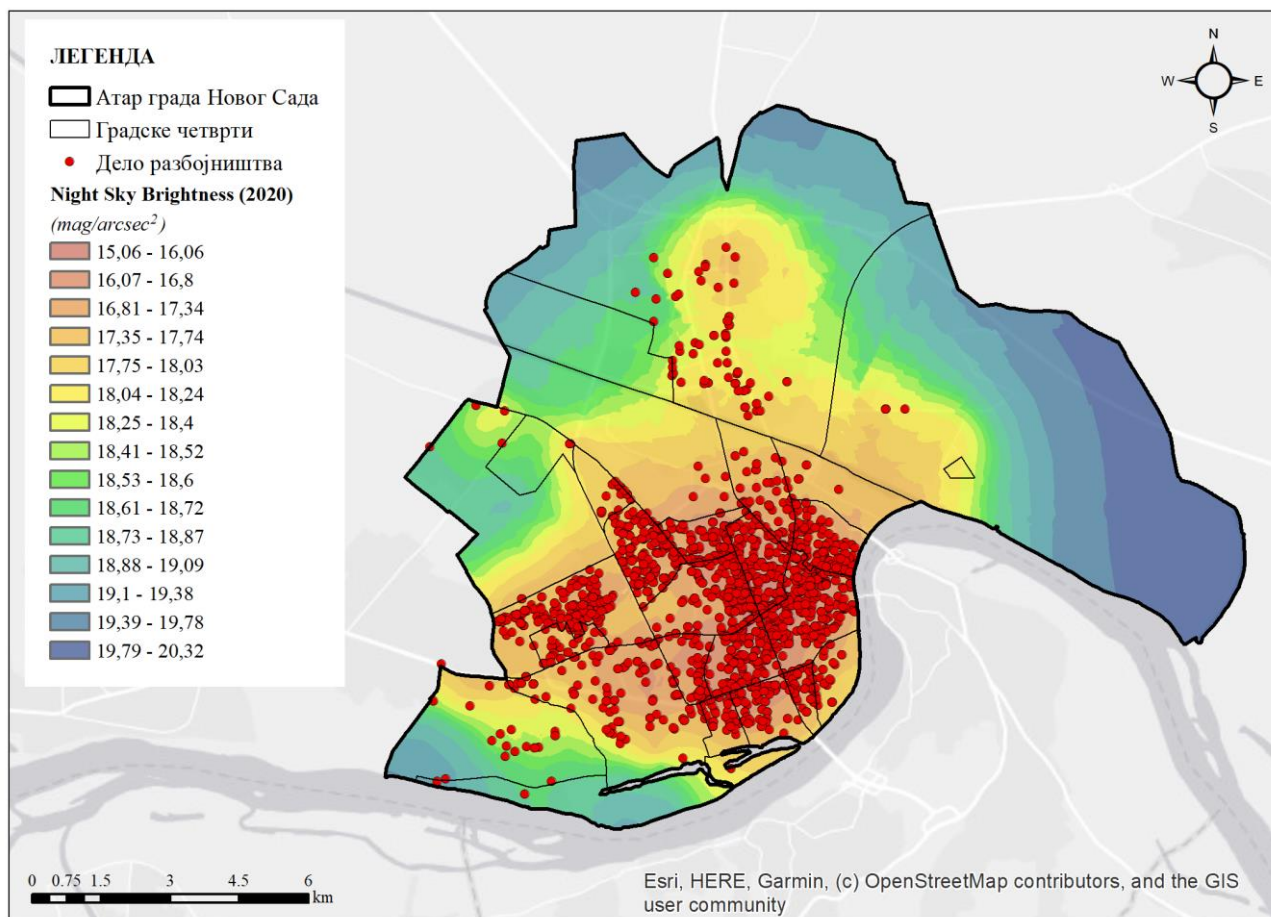 ЛЕГЕНДА
Атар града Новог Сада
Градске четврти
Дело разбојништва
Night Sky Brightness (2020)
(mag/arcsec²)
15,06 - 16,06
16,07 - 16,8
16,81 - 17,34
17,35 - 17,74
17,75 - 18,03
18,04 - 18,24
18,25 - 18,4
18,41 - 18,52
18,53 - 18,6
18,61 - 18,72
18,73 - 18,87
18,88 - 19,09
19,1 - 19,38
19,39 - 19,78
19,79 - 20,32
N
W E
S
0 0.75 1.5 3 4.5 6
km
Esri, HERE, Garmin, (c) OpenStreetMap contributors, and the GIS
user community